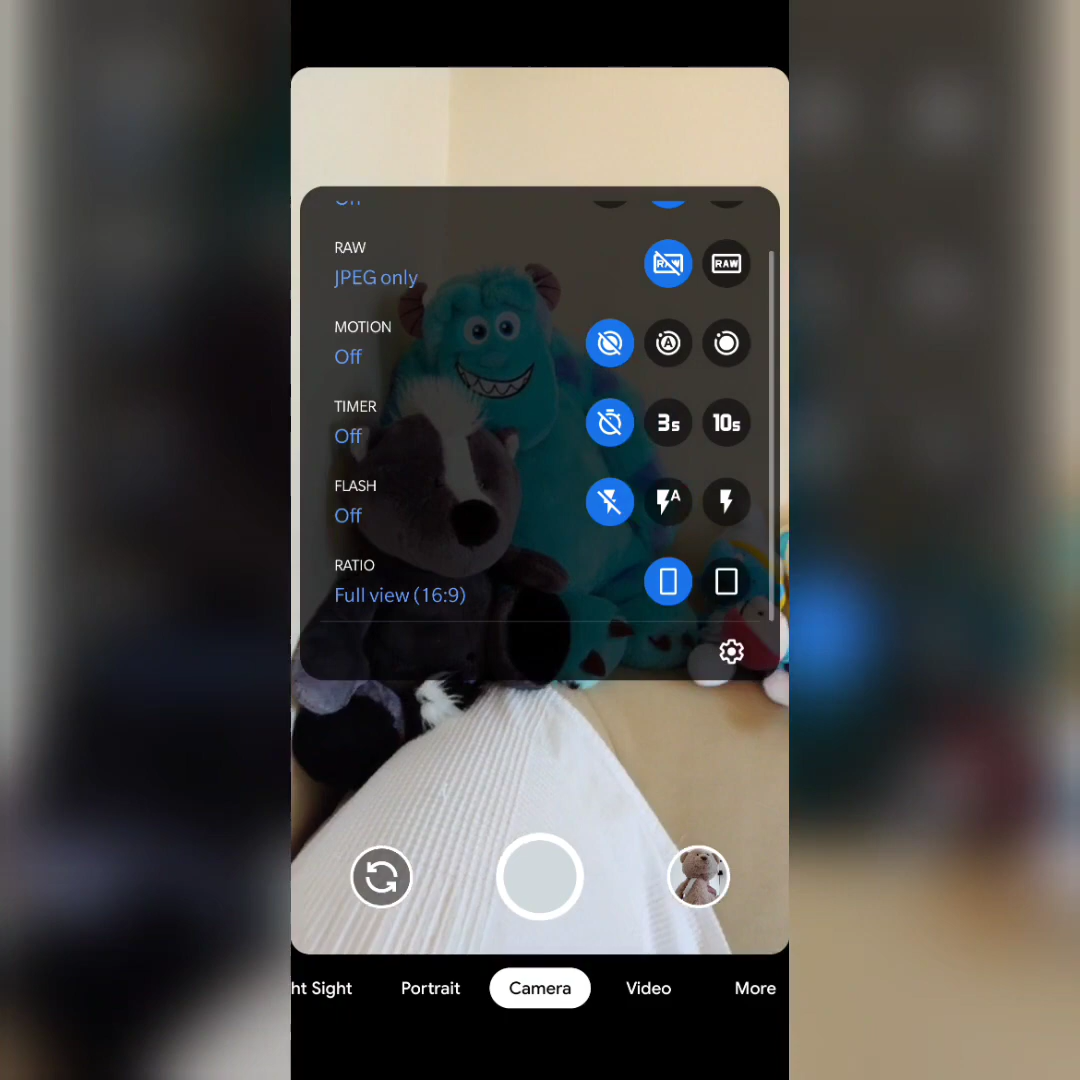 RAW
RAW
JPEG only
MOTION
A
Off
TIMER
3s 10s
Off
FLASH
A
Off
RATIO
Full view (16:9)
ht Sight Portrait Camera Video More